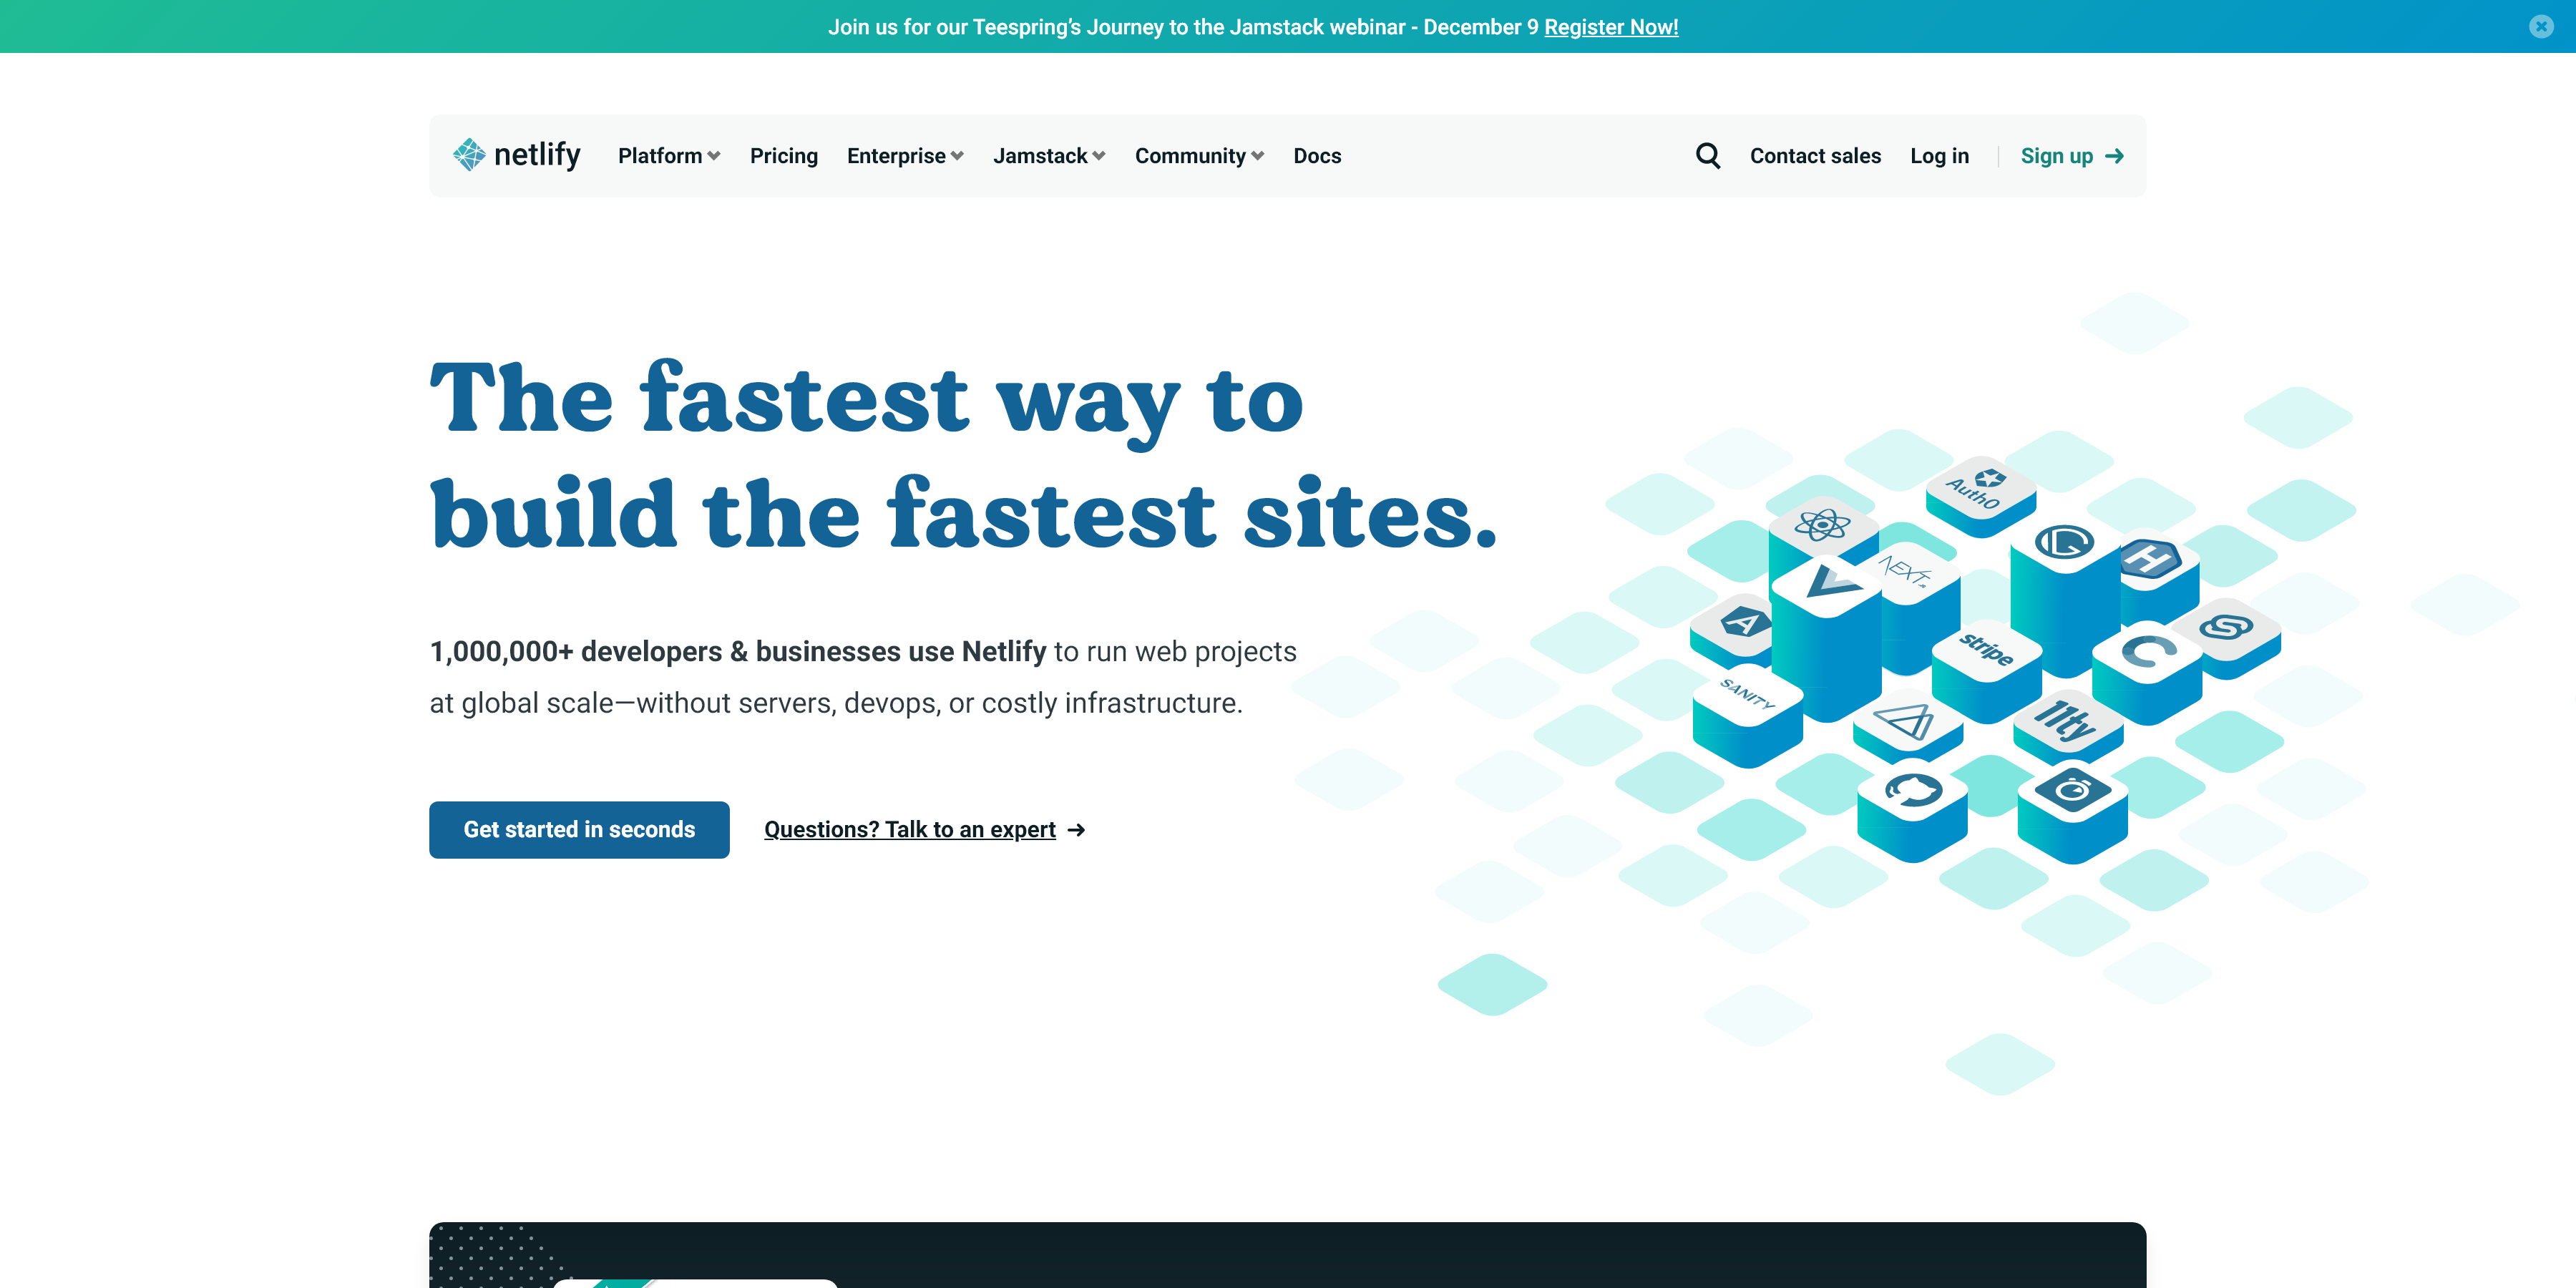 Join us for our Teespring’s Journey to the Jamstack webinar - December 9 Register Now!
netlify Platform Pricing Enterprise Jamstack Community Docs Contact sales Log in Sign up
The fastest way to
build the fastest sites.
1,000,000+ developers & businesses use Netlify to run web projects
at global scale—without servers, devops, or costly infrastructure.
Get started in seconds Questions? Talk to an expert
Auth0
NEXT.js
stripe
SANITY
11ty